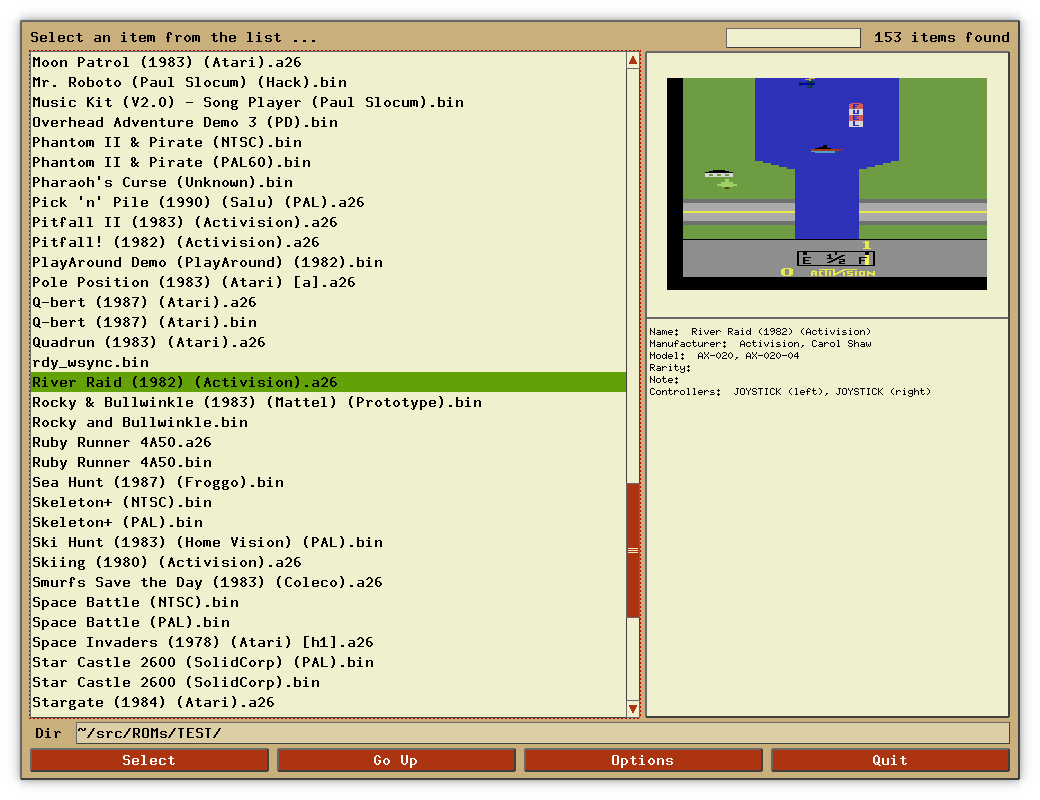 Select an item from the list ...
153 items found
Moon Patrol (1983) (Atari).a26
Mr. Roboto (Paul Slocum) (Hack).bin
Music Kit (V2.0) - Song Player (Paul Slocum).bin
Overhead Adventure Demo 3 (PD).bin
Phantom II & Pirate (NTSC).bin
Phantom II & Pirate (PAL60).bin
Pharaoh's Curse (Unknown).bin
Pick 'n' Pile (1990) (Salu) (PAL).a26
Pitfall II (1983) (Activision).a26
Pitfall! (1982) (Activision).a26
PlayAround Demo (PlayAround) (1982).bin
Pole Position (1983) (Atari) [a].a26
Q-bert (1987) (Atari).a26
Q-bert (1987) (Atari).bin
Quadrun (1983) (Atari).a26
rdy_wsync.bin
River Raid (1982) (Activision).a26
Rocky & Bullwinkle (1983) (Mattel) (Prototype).bin
Rocky and Bullwinkle.bin
Ruby Runner 4A50.a26
Ruby Runner 4A50.bin
Sea Hunt (1987) (Froggo).bin
Skeleton+ (NTSC).bin
Skeleton+ (PAL).bin
Ski Hunt (1983) (Home Vision) (PAL).bin
Skiing (1980) (Activision).a26
Smurfs Save the Day (1983) (Coleco).a26
Space Battle (NTSC).bin
Space Battle (PAL).bin
Space Invaders (1978) (Atari) [h1].a26
Star Castle 2600 (SolidCorp) (PAL).bin
Star Castle 2600 (SolidCorp).bin
Stargate (1984) (Atari).a26
FUEL
1
E 1/2 F
0 ACTIVISION
Name: River Raid (1982) (Activision)
Manufacturer: Activision, Carol Shaw
Model: AX-020, AX-020-04
Rarity:
Note:
Controllers: JOYSTICK (left), JOYSTICK (right)
Dir ~/src/ROMs/TEST/
Select
Go Up
Options
Quit